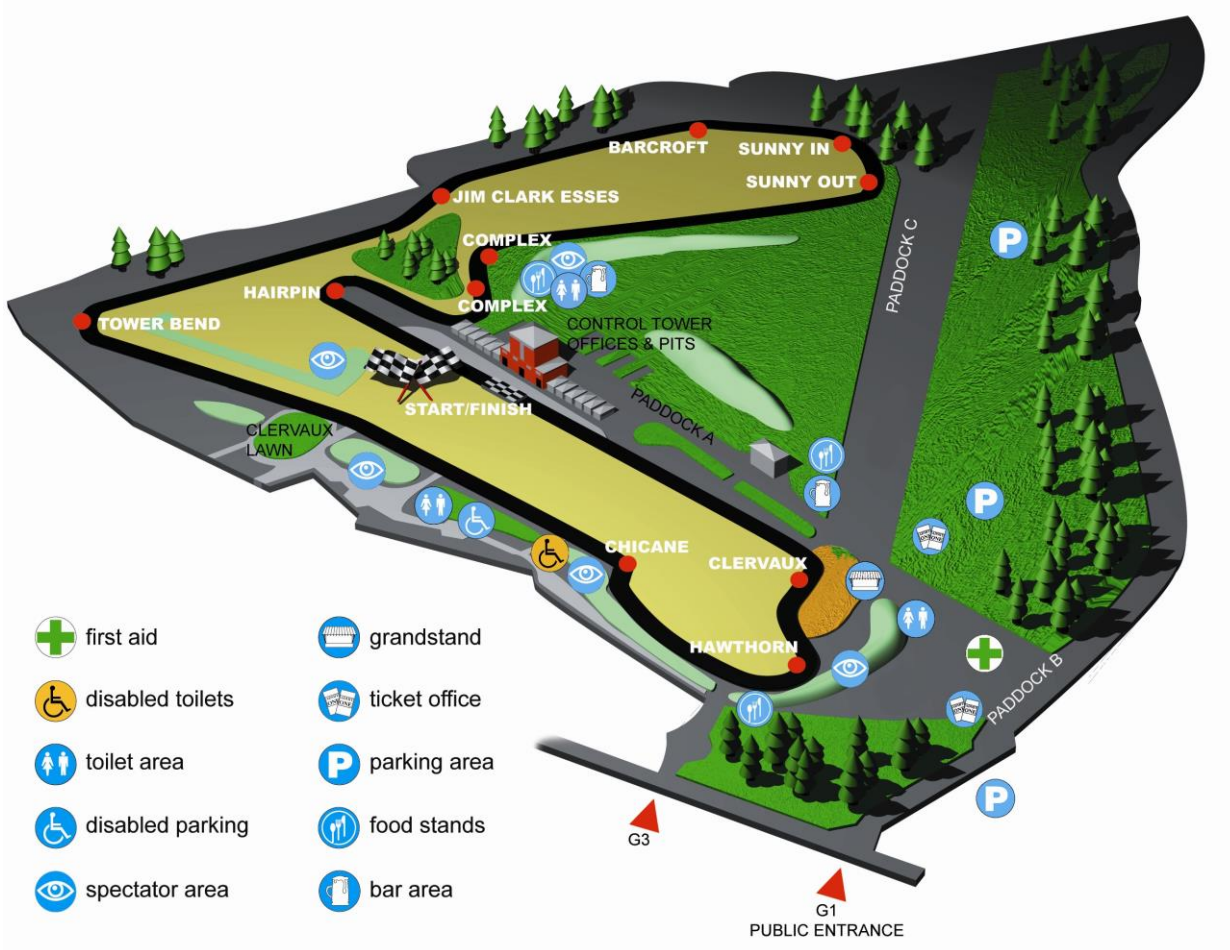 BARCROFT
SUNNY IN
SUNNY OUT
JIM CLARK ESSES
PADDOCK C
COMPLEX
P
HAIRPIN
COMPLEX
TOWER BEND
CONTROL TOWER
OFFICES & PITS
START/FINISH
PADDOCK A
CLERVAUX
LAWN
P
CHICANE
CLERVAUX
HAWTHORN
PADDOCK B
P
first aid
grandstand
disabled toilets
ticket office
toilet area
P
parking area
disabled parking
food stands
spectator area
bar area
G3
G1
PUBLIC ENTRANCE